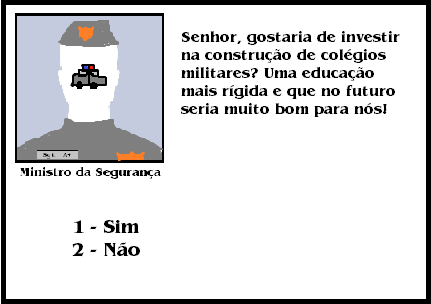 Senhor, gostaria de investir
na construção de colégios
militares? Uma educação
mais rígida e que no futuro
seria muito bom para nós!
Ministro da Segurança
1 - Sim
2 - Não